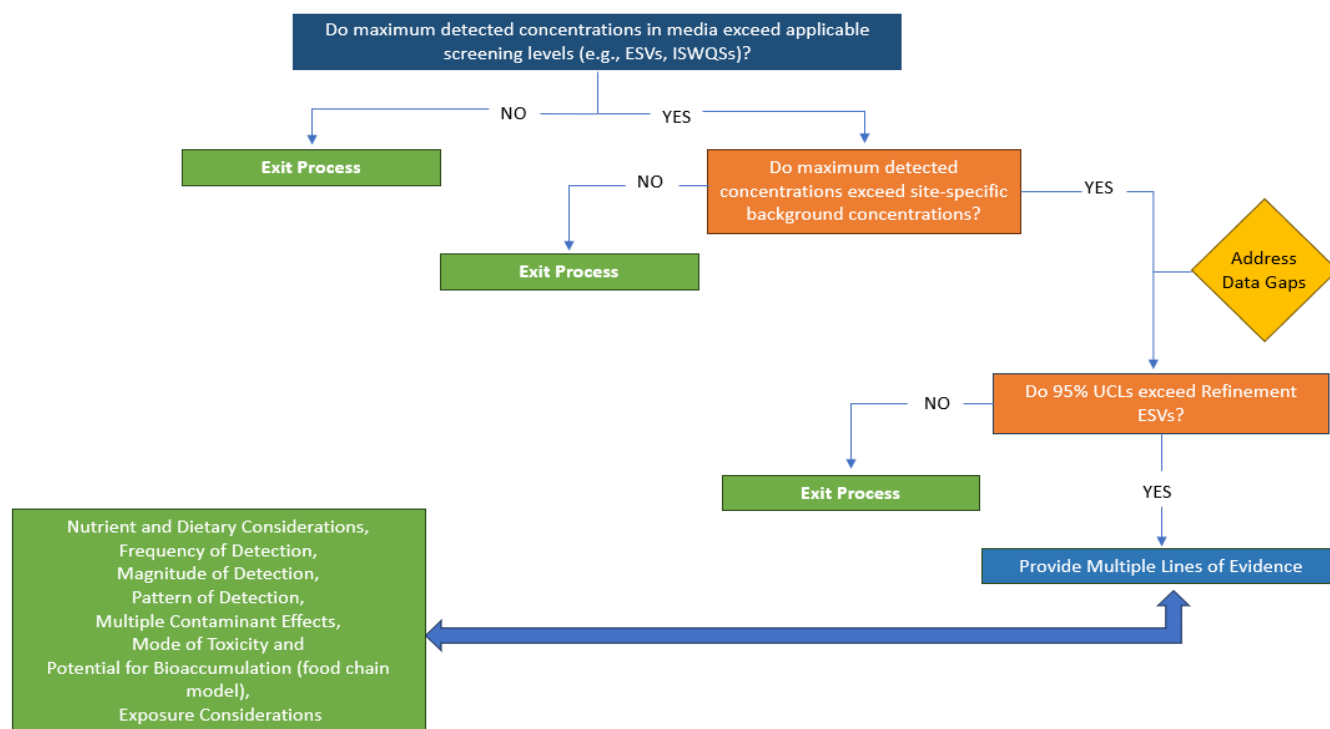 Do maximum detected concentrations in media exceed applicable
screening levels (e.g., ESVs, ISWQSs)?
NO
YES
Exit Process
Do maximum detected
concentrations exceed site-specific
background concentrations?
NO
YES
Exit Process
Address
Data Gaps
Do 95% UCLs exceed Refinement
ESVs?
NO
Exit Process
YES
Provide Multiple Lines of Evidence
Nutrient and Dietary Considerations,
Frequency of Detection,
Magnitude of Detection,
Pattern of Detection,
Multiple Contaminant Effects,
Mode of Toxicity and
Potential for Bioaccumulation (food chain
model),
Exposure Considerations